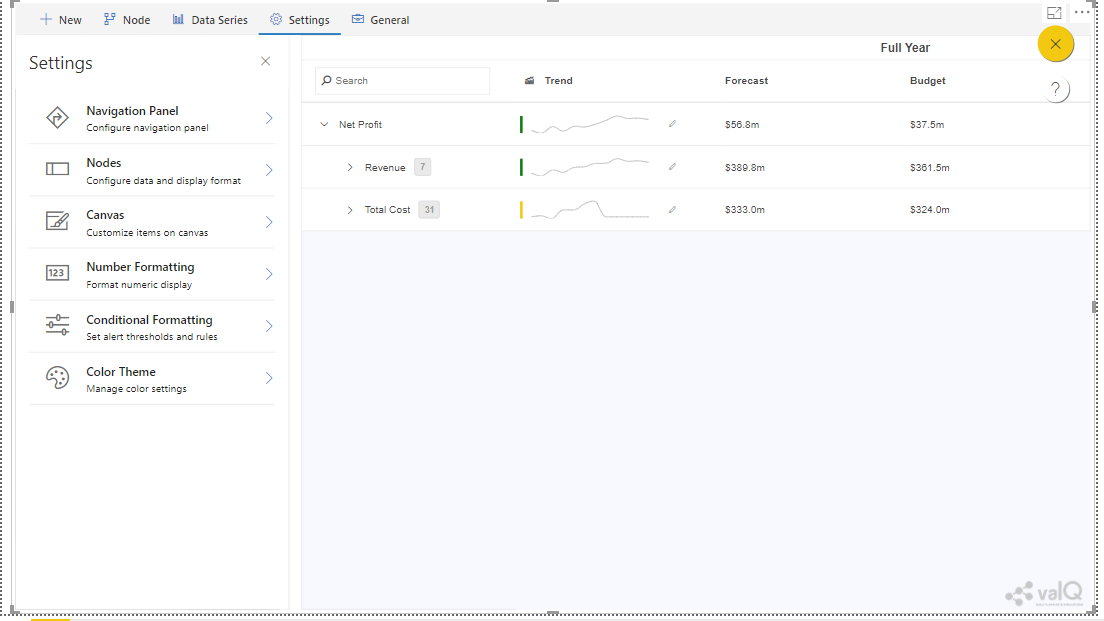 New Node Data Series Settings General
Settings
Navigation Panel
Configure navigation panel
Nodes
Configure data and display format
Canvas
Customize items on canvas
123
Number Formatting
Format numeric display
Conditional Formatting
Set alert thresholds and rules
Color Theme
Manage color settings
Full Year
Search Trend Forecast Budget
?
Net Profit $56.8m $37.5m
Revenue 7 $389.8m $361.5m
Total Cost 31 $333.0m $324.0m
valQ